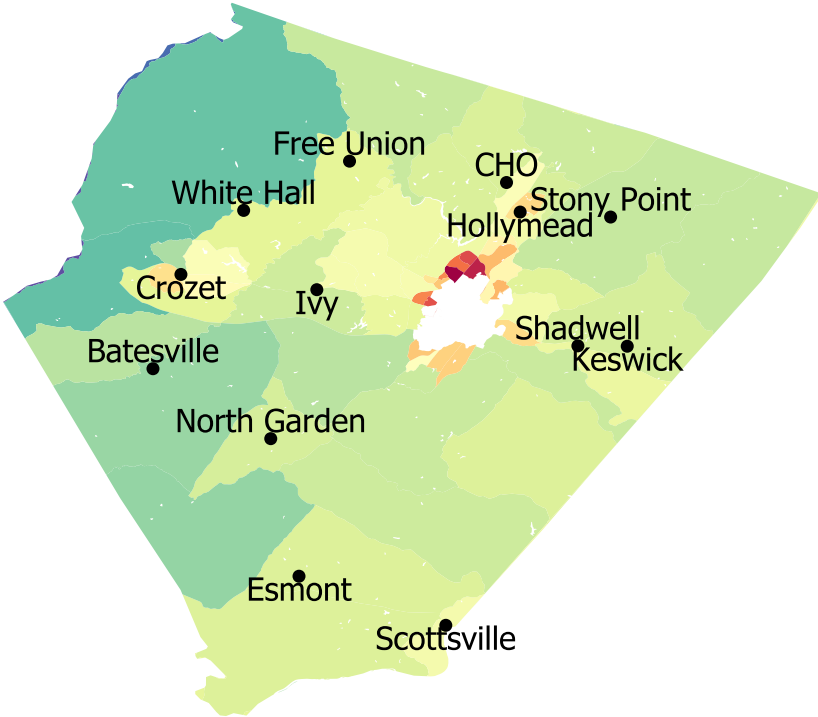 Free Union
CHO
White Hall
Stony Point
Hollymead
Crozet
Ivy
Shadwell
Batesville
Keswick
North Garden
Esmont
Scottsville